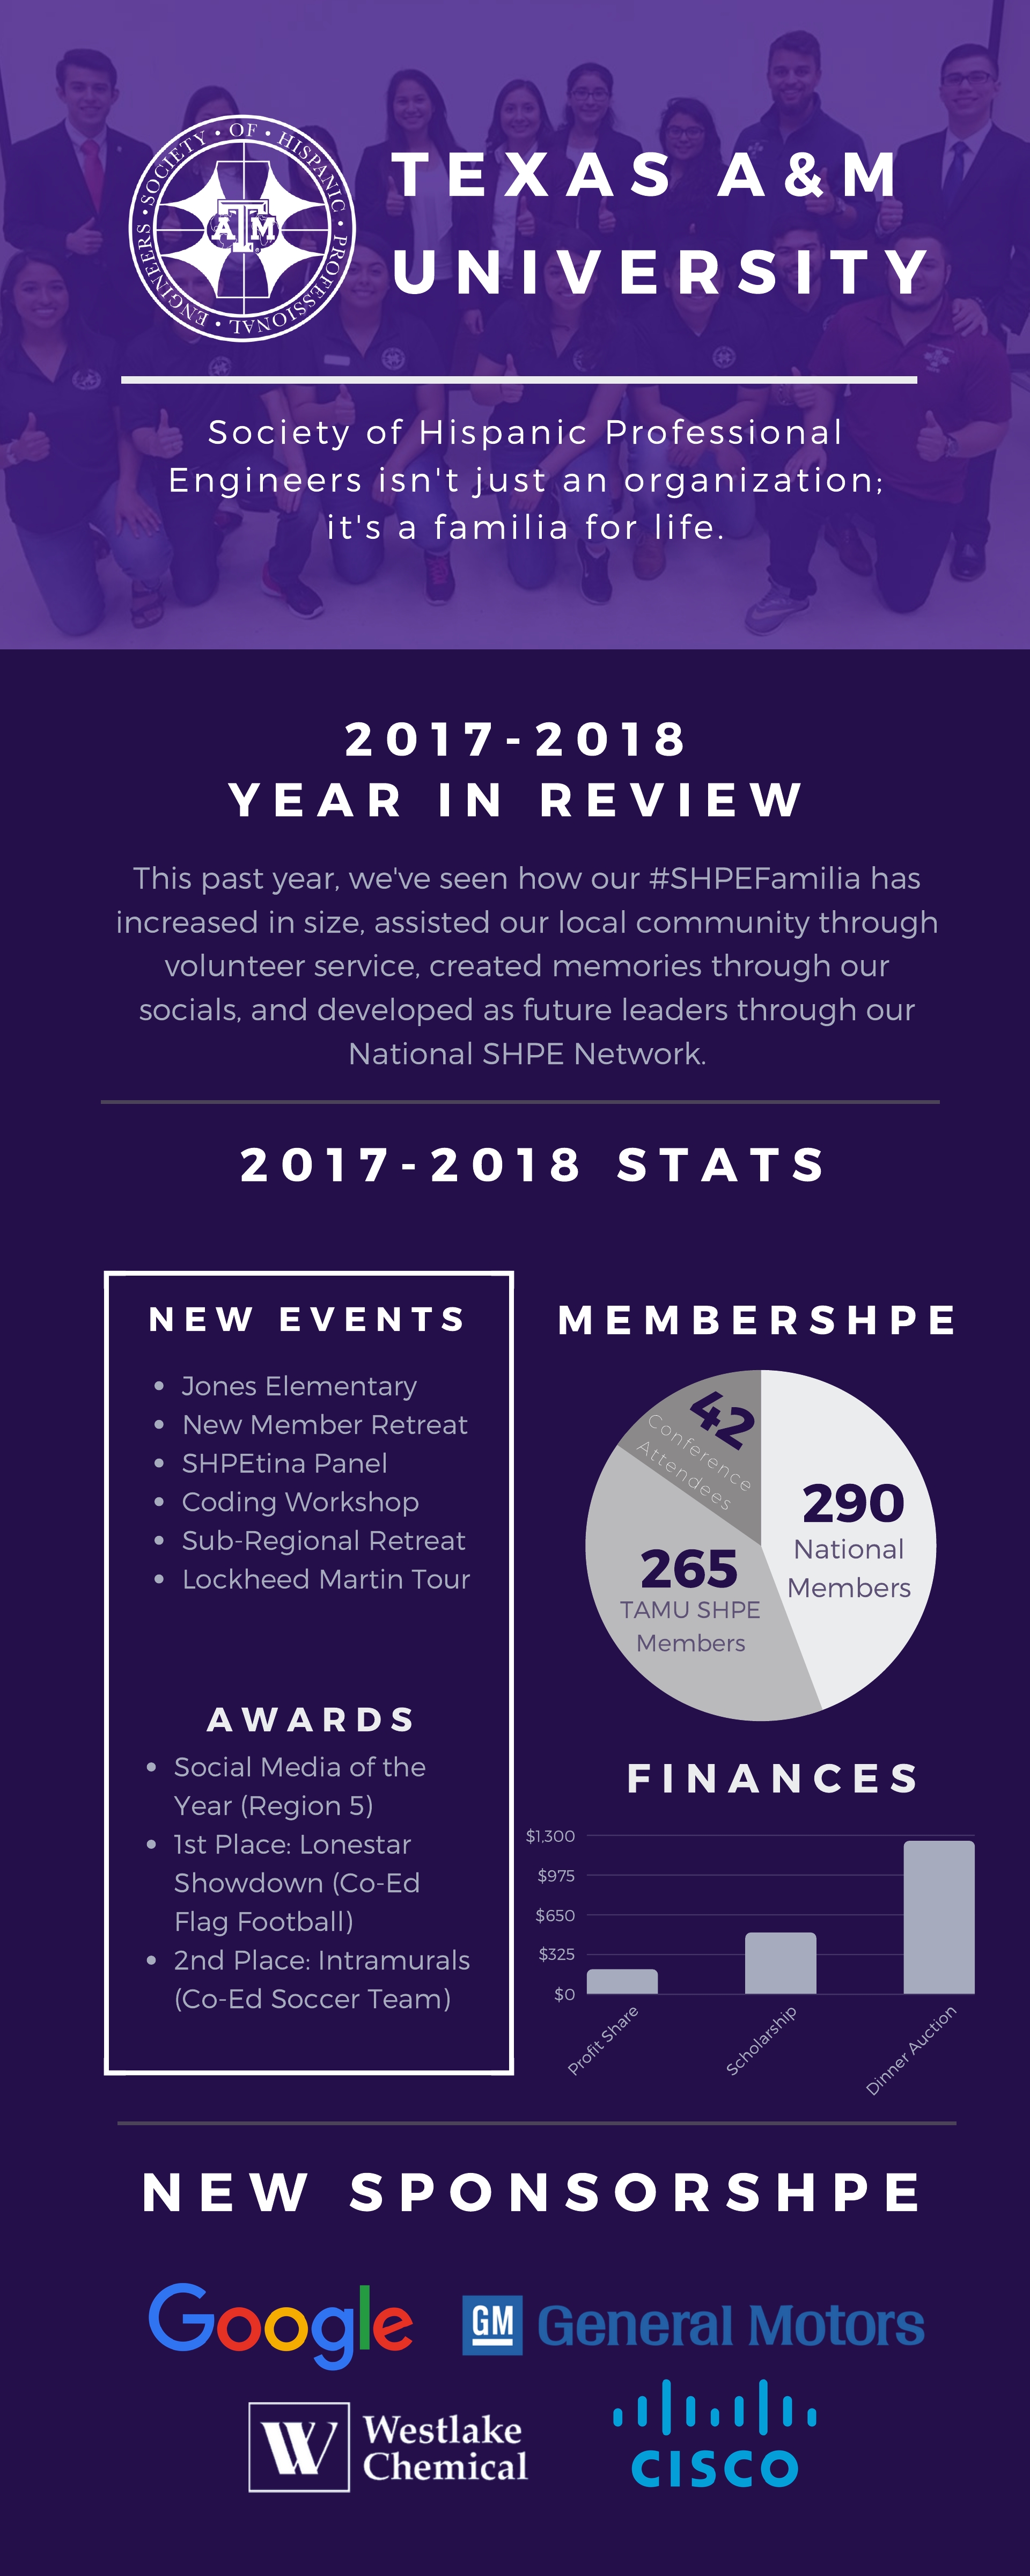 SOCIETY • OF • HISPANIC • PROFESSIONAL • ENGINEERS •
ATM
TEXAS A&M
UNIVERSITY
Society of Hispanic Professional
Engineers isn't just an organization;
it's a familia for life.
2017-2018
YEAR IN REVIEW
This past year, we've seen how our #SHPEFamilia has
increased in size, assisted our local community through
volunteer service, created memories through our
socials, and developed as future leaders through our
National SHPE Network.
2017-2018 STATS
NEW EVENTS
• Jones Elementary
• New Member Retreat
• SHPEtina Panel
• Coding Workshop
• Sub-Regional Retreat
• Lockheed Martin Tour
AWARDS
• Social Media of the
Year (Region 5)
• 1st Place: Lonestar
Showdown (Co-Ed
Flag Football)
• 2nd Place: Intramurals
(Co-Ed Soccer Team)
MEMBERSHPE
42
Conference
Attendees
290
National
Members
265
TAMU SHPE
Members
FINANCES
$1,300
$975
$650
$325
$0
Profit Share
Scholarship
Dinner Auction
NEW SPONSORSHPE
Google
GM General Motors
W Westlake
Chemical
CISCO